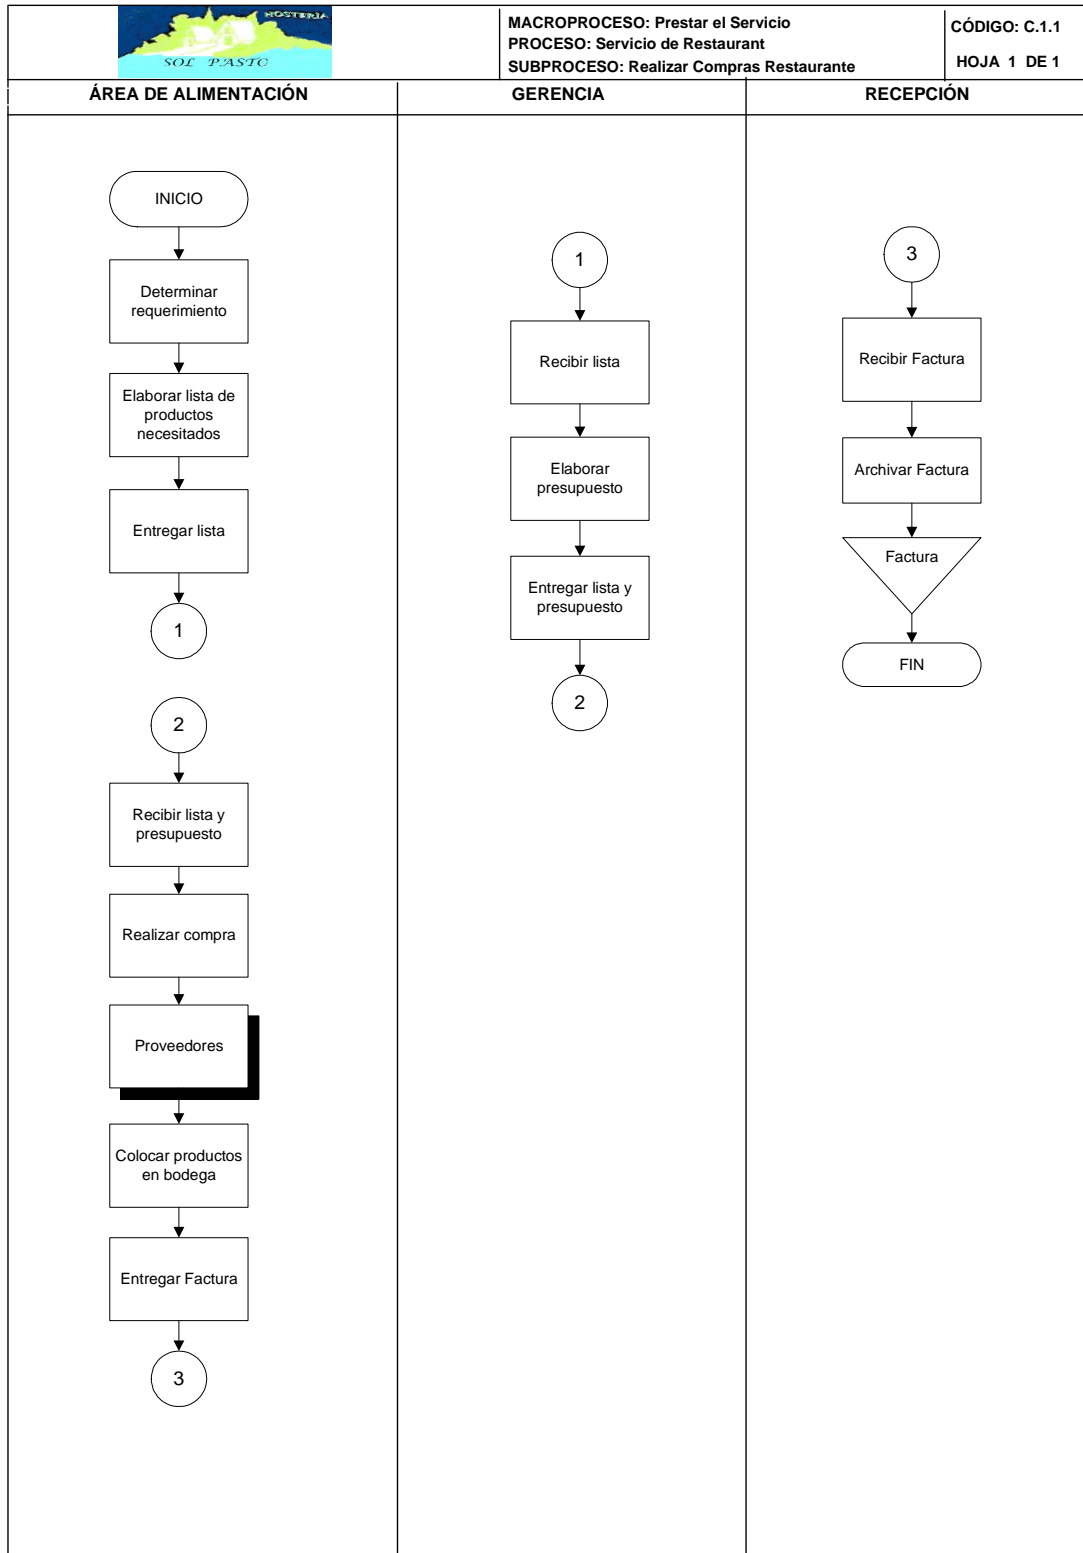 HOSTERIA
SOL PASTO
MACROPROCESO: Prestar el Servicio
PROCESO: Servicio de Restaurant
SUBPROCESO: Realizar Compras Restaurante
CÓDIGO: C.1.1
HOJA 1 DE 1
ÁREA DE ALIMENTACIÓN
GERENCIA
RECEPCIÓN
INICIO
Determinar
requerimiento
Elaborar lista de
productos
necesitados
Entregar lista
1
2
Recibir lista y
presupuesto
Realizar compra
Proveedores
Colocar productos
en bodega
Entregar Factura
3
1
Recibir lista
Elaborar
presupuesto
Entregar lista y
presupuesto
2
3
Recibir Factura
Archivar Factura
Factura
FIN